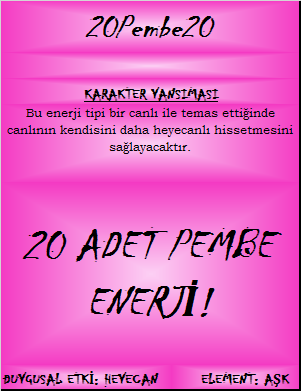 20Pembe20
KARAKTER YANSIMASI
Bu enerji tipi bir canlı ile temas ettiğinde
canlının kendisini daha heyecanlı hissetmesini
sağlayacaktır.
20 ADET PEMBE
ENERJİ!
DUYGUSAL ETKİ: HEYECAN ELEMENT: AŞK